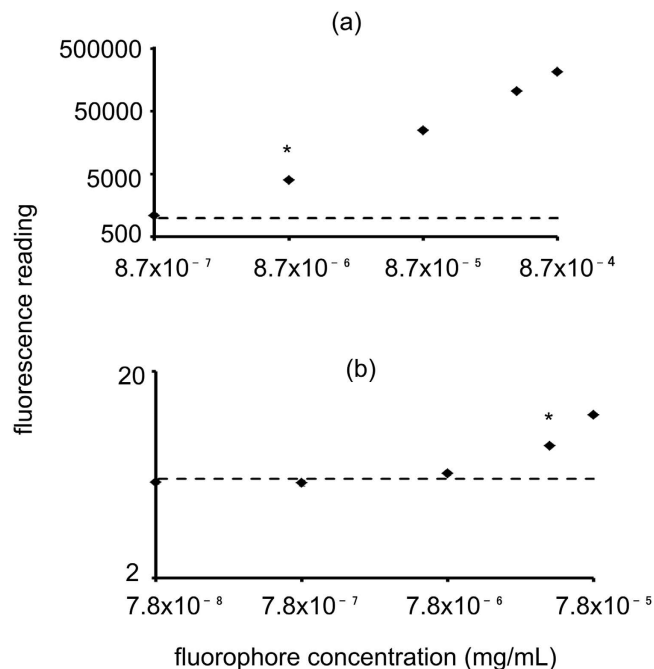 (a)
500000
50000
5000
500
*
8.7x10⁻⁷ 8.7x10⁻⁶ 8.7x10⁻⁵ 8.7x10⁻⁴
fluorescence reading
(b)
20
2
*
7.8x10⁻⁸ 7.8x10⁻⁷ 7.8x10⁻⁶ 7.8x10⁻⁵
fluorophore concentration (mg/mL)